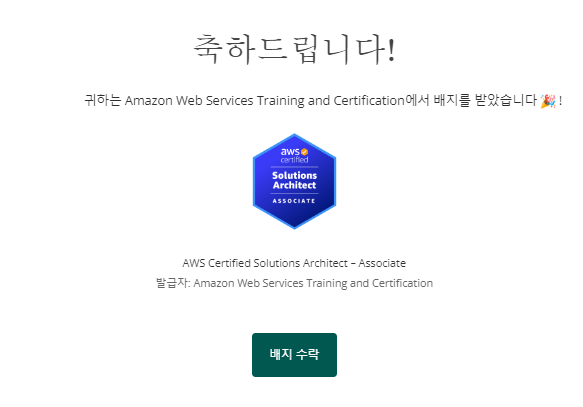 축하드립니다!
귀하는 Amazon Web Services Training and Certification에서 배지를 받았습니다 🎉 !
aws
certified
Solutions
Architect
ASSOCIATE
AWS Certified Solutions Architect – Associate
발급자: Amazon Web Services Training and Certification
배지 수락